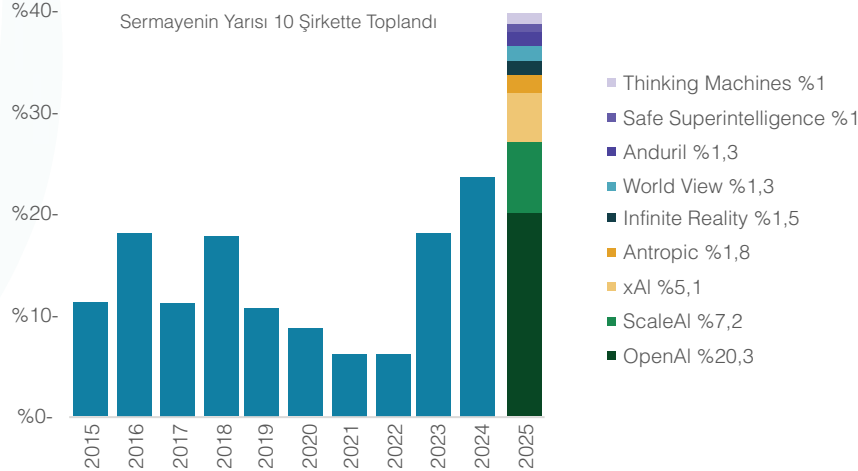 Sermayenin Yarısı 10 Şirkette Toplandı
%40-
%30-
%20-
%10-
%0-
2015
2016
2017
2018
2019
2020
2021
2022
2023
2024
2025
Thinking Machines %1
Safe Superintelligence %1
Anduril %1,3
World View %1,3
Infinite Reality %1,5
Antropic %1,8
xAI %5,1
ScaleAI %7,2
OpenAI %20,3